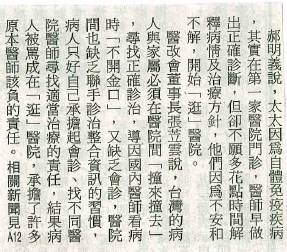 郝明義說，太太因為自體免疫疾病
，其實在第一家醫院門診，醫師早做
出正確診斷，但卻不願多花點時間解
釋病情及治療方針，他們因為不安和
不解，開始「逛」醫院。
醫改會董事長張苙雲說，台灣的病
人與家屬必須在醫院間「撞來撞去」
，尋找正確診治，導因國內醫師看病
時「不開金口」，又缺乏會診，醫院
間也缺乏聯手診治整合資訊的習慣，
病人只好自己承擔起會診、找不同醫
院醫師尋找適當治療的責任，結果病
人被罵成在「逛」醫院，承擔了許多
原本醫師該負的責任。相關新聞見A12